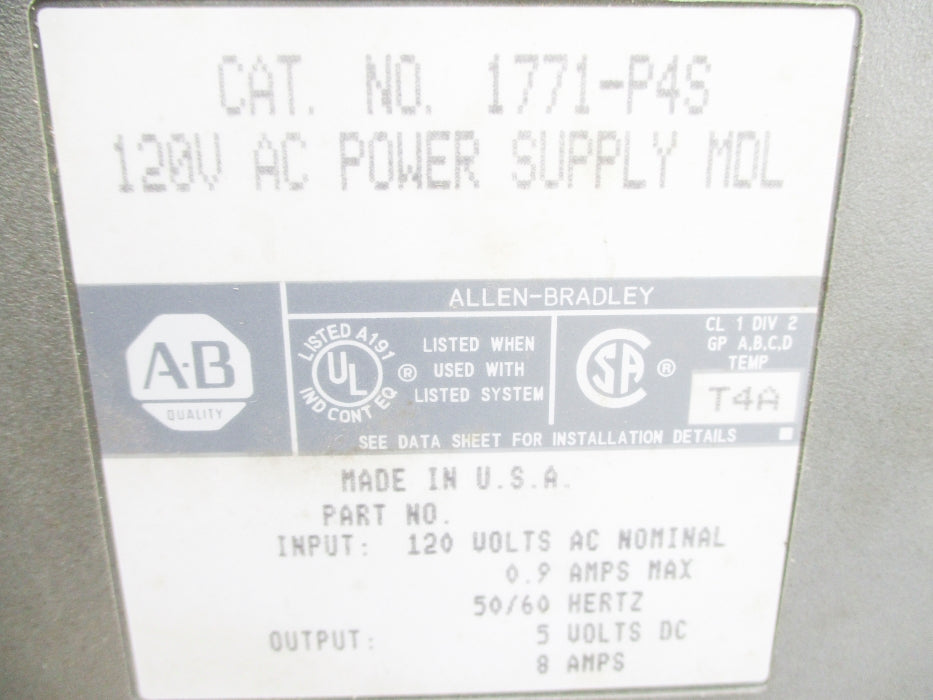 CAT. NO. 1771-P4S
120V AC POWER SUPPLY MDL
ALLEN-BRADLEY
A-B
QUALITY
LISTED A191
UL
IND CONT EQ
®
LISTED WHEN
USED WITH
LISTED SYSTEM
SA
®
CL 1 DIV 2
GP A,B,C,D
TEMP
T4A
SEE DATA SHEET FOR INSTALLATION DETAILS
MADE IN U.S.A.
PART NO.
INPUT: 120 VOLTS AC NOMINAL
0.9 AMPS MAX
50/60 HERTZ
OUTPUT: 5 VOLTS DC
8 AMPS